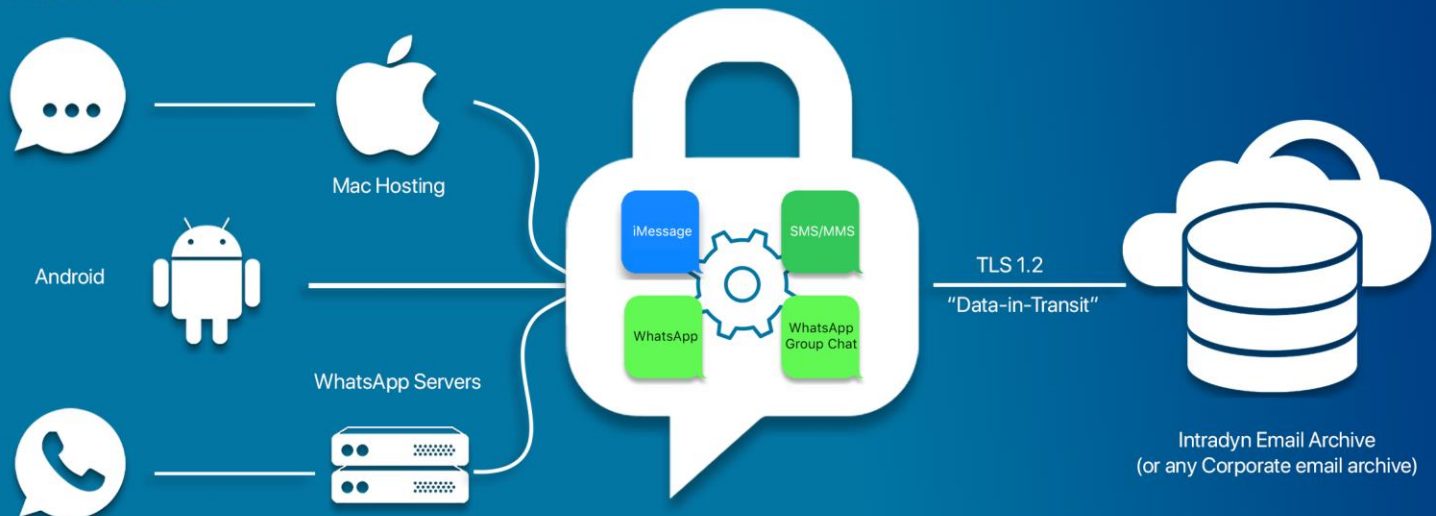 Mac Hosting
Android
WhatsApp Servers
iMessage
SMS/MMS
WhatsApp
WhatsApp
Group Chat
TLS 1.2
“Data-in-Transit”
Intradyn Email Archive
(or any Corporate email archive)